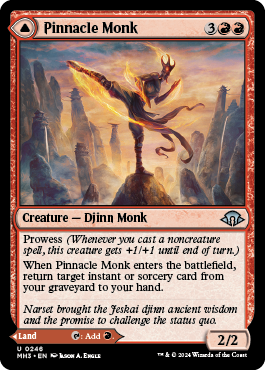 Pinnacle Monk 3
Creature — Djinn Monk
Prowess (Whenever you cast a noncreature
spell, this creature gets +1/+1 until end of turn.)
When Pinnacle Monk enters the battlefield,
return target instant or sorcery card from
your graveyard to your hand.
Narset brought the Jeskai djinn ancient wisdom
and the promise to challenge the status quo.
Land : Add .
2/2
U 0246
MH3 • EN Jason A. Engle
™ & © 2024 Wizards of the Coast